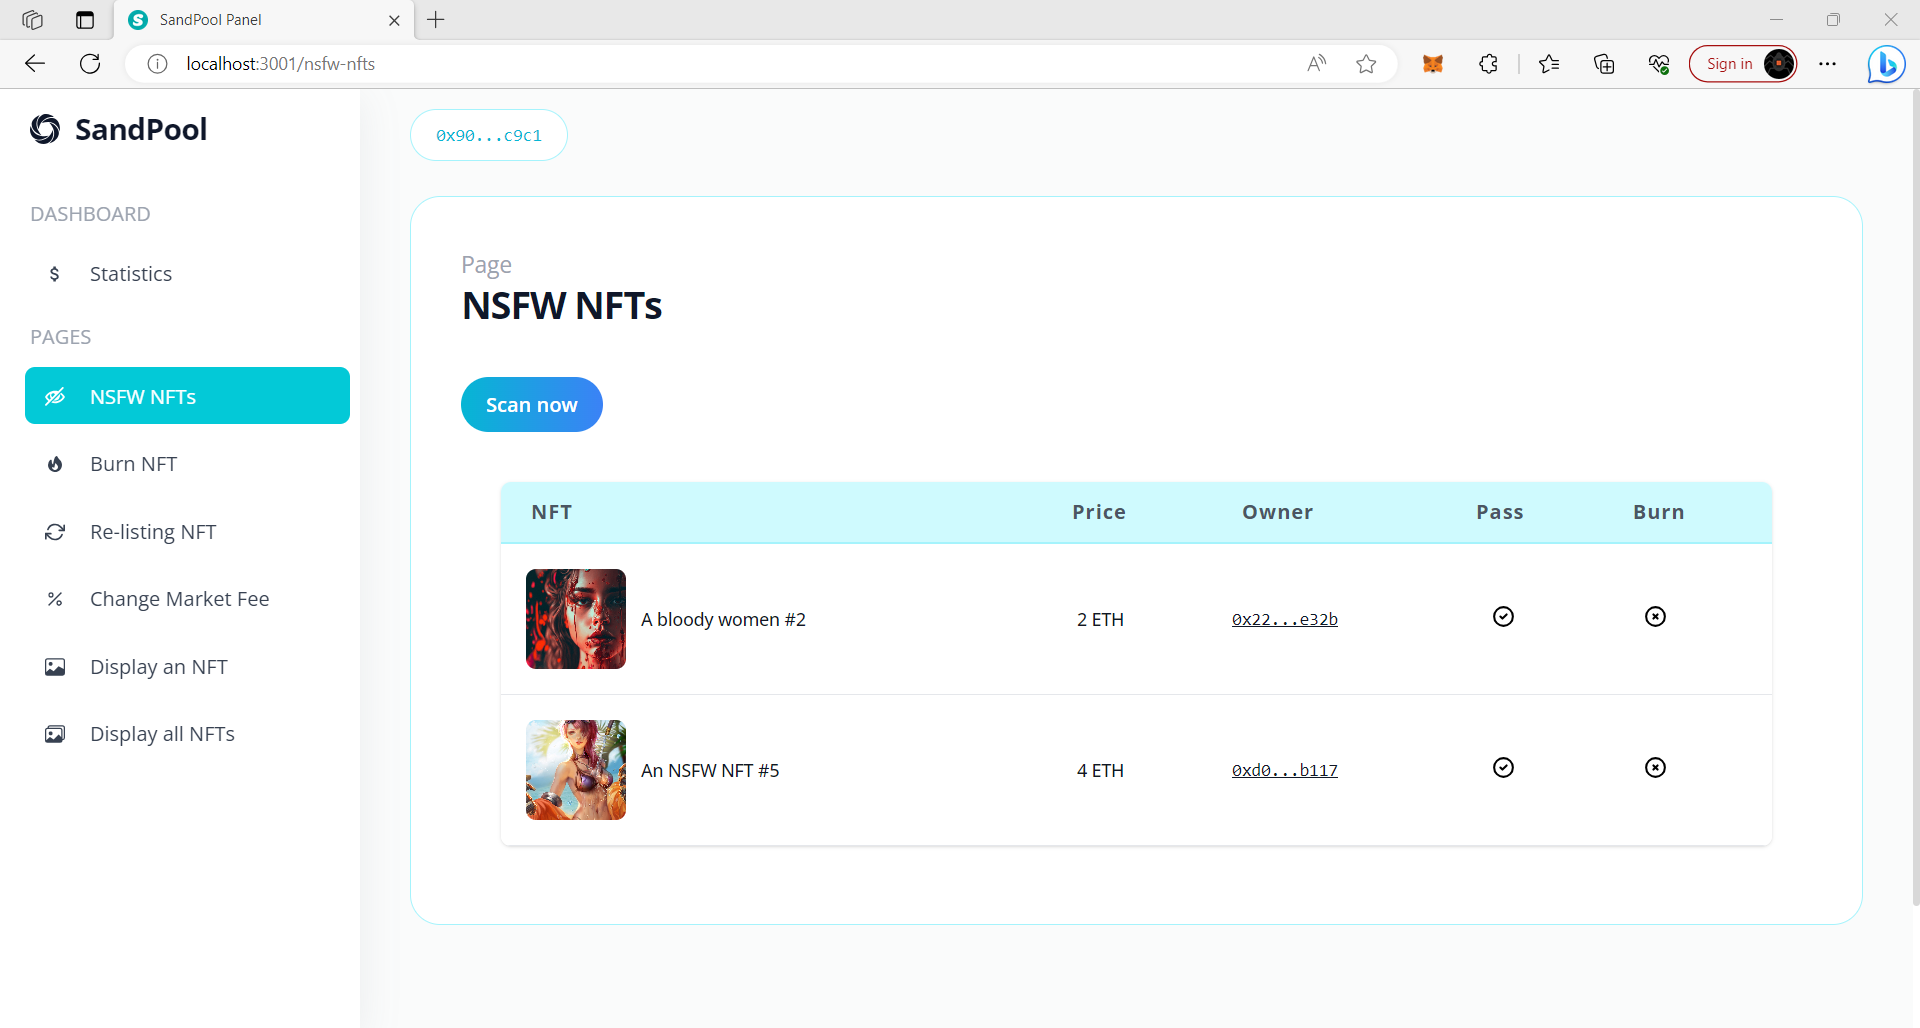 SandPool Panel
localhost:3001/nsfw-nfts
Sign in
SandPool
0x90...c9c1
DASHBOARD
$ Statistics
PAGES
NSFW NFTs
Burn NFT
Re-listing NFT
% Change Market Fee
Display an NFT
Display all NFTs
Page
NSFW NFTs
Scan now
NFT Price Owner Pass Burn
A bloody women #2 2 ETH 0x22...e32b
An NSFW NFT #5 4 ETH 0xd0...b117